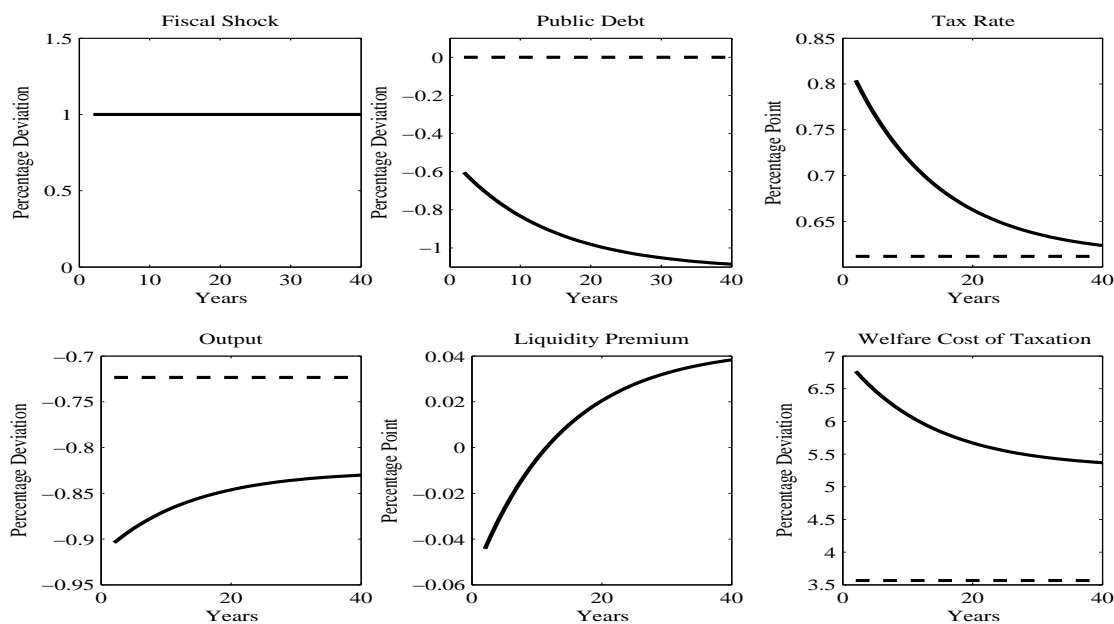 Fiscal Shock
Percentage Deviation
1.5
1
0.5
0
0 10 20 30 40
Years
Public Debt
Percentage Deviation
0
−0.2
−0.4
−0.6
−0.8
−1
0 10 20 30 40
Years
Tax Rate
Percentage Point
0.85
0.8
0.75
0.7
0.65
0 20 40
Years
Output
Percentage Deviation
−0.7
−0.75
−0.8
−0.85
−0.9
−0.95
0 20 40
Years
Liquidity Premium
Percentage Point
0.04
0.02
0
−0.02
−0.04
−0.06
0 20 40
Years
Welfare Cost of Taxation
Percentage Deviation
7
6.5
6
5.5
5
4.5
4
3.5
0 20 40
Years